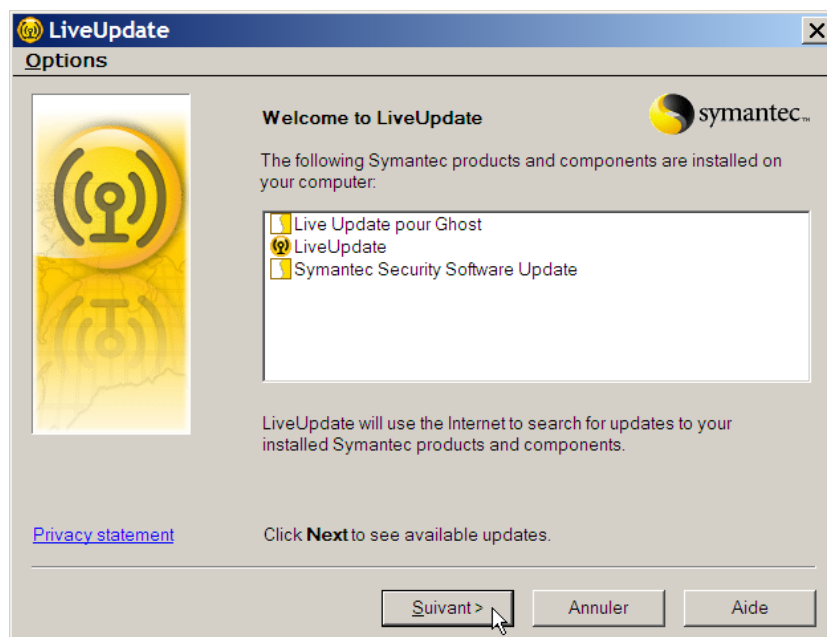 LiveUpdate
Options
symantec™
Welcome to LiveUpdate
The following Symantec products and components are installed on
your computer:
Live Update pour Ghost
LiveUpdate
Symantec Security Software Update
LiveUpdate will use the Internet to search for updates to your
installed Symantec products and components.
Privacy statement
Click Next to see available updates.
Suivant >
Annuler
Aide